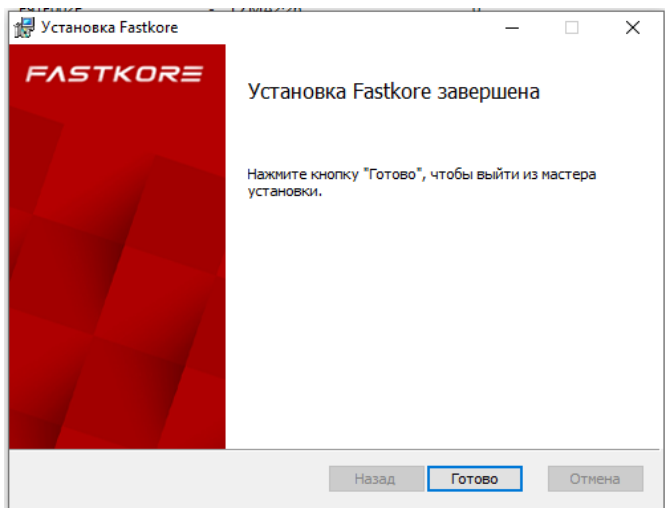 Установка Fastkore
FASTKORE
Установка Fastkore завершена
Нажмите кнопку "Готово", чтобы выйти из мастера
установки.
Назад Готово Отмена